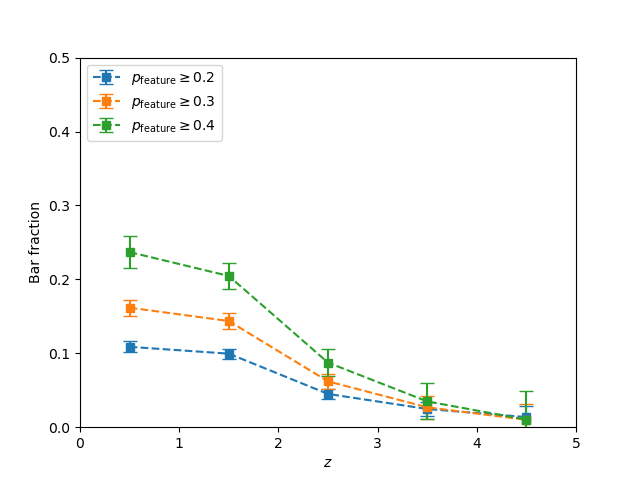 0.5
p_feature ≥ 0.2
p_feature ≥ 0.3
p_feature ≥ 0.4
0.4
0.3
Bar fraction
0.2
0.1
0.0
0 1 2 3 4 5
z